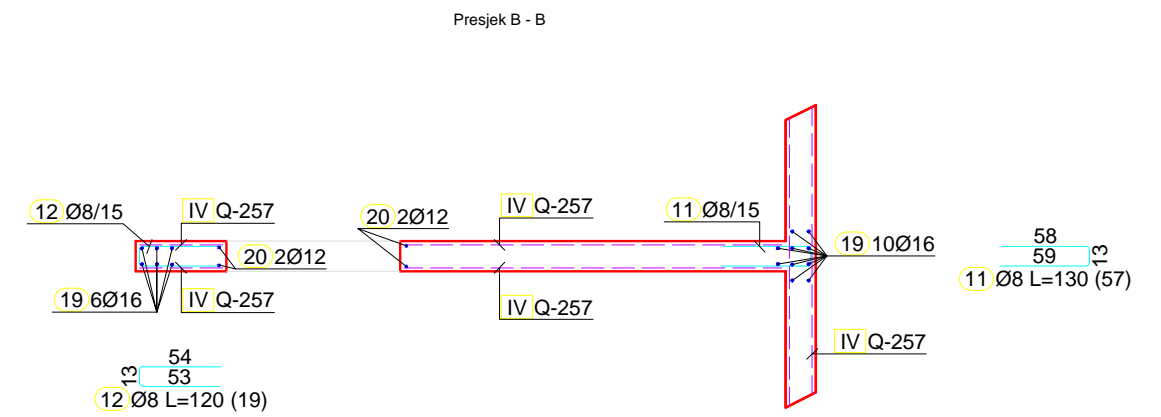 Presjek B - B
12 Ø8/15
IV Q-257
20 2Ø12
IV Q-257
11 Ø8/15
20 2Ø12
19 10Ø16
58
59
13
11 Ø8 L=130 (57)
19 6Ø16
IV Q-257
IV Q-257
IV Q-257
54
53
13
12 Ø8 L=120 (19)